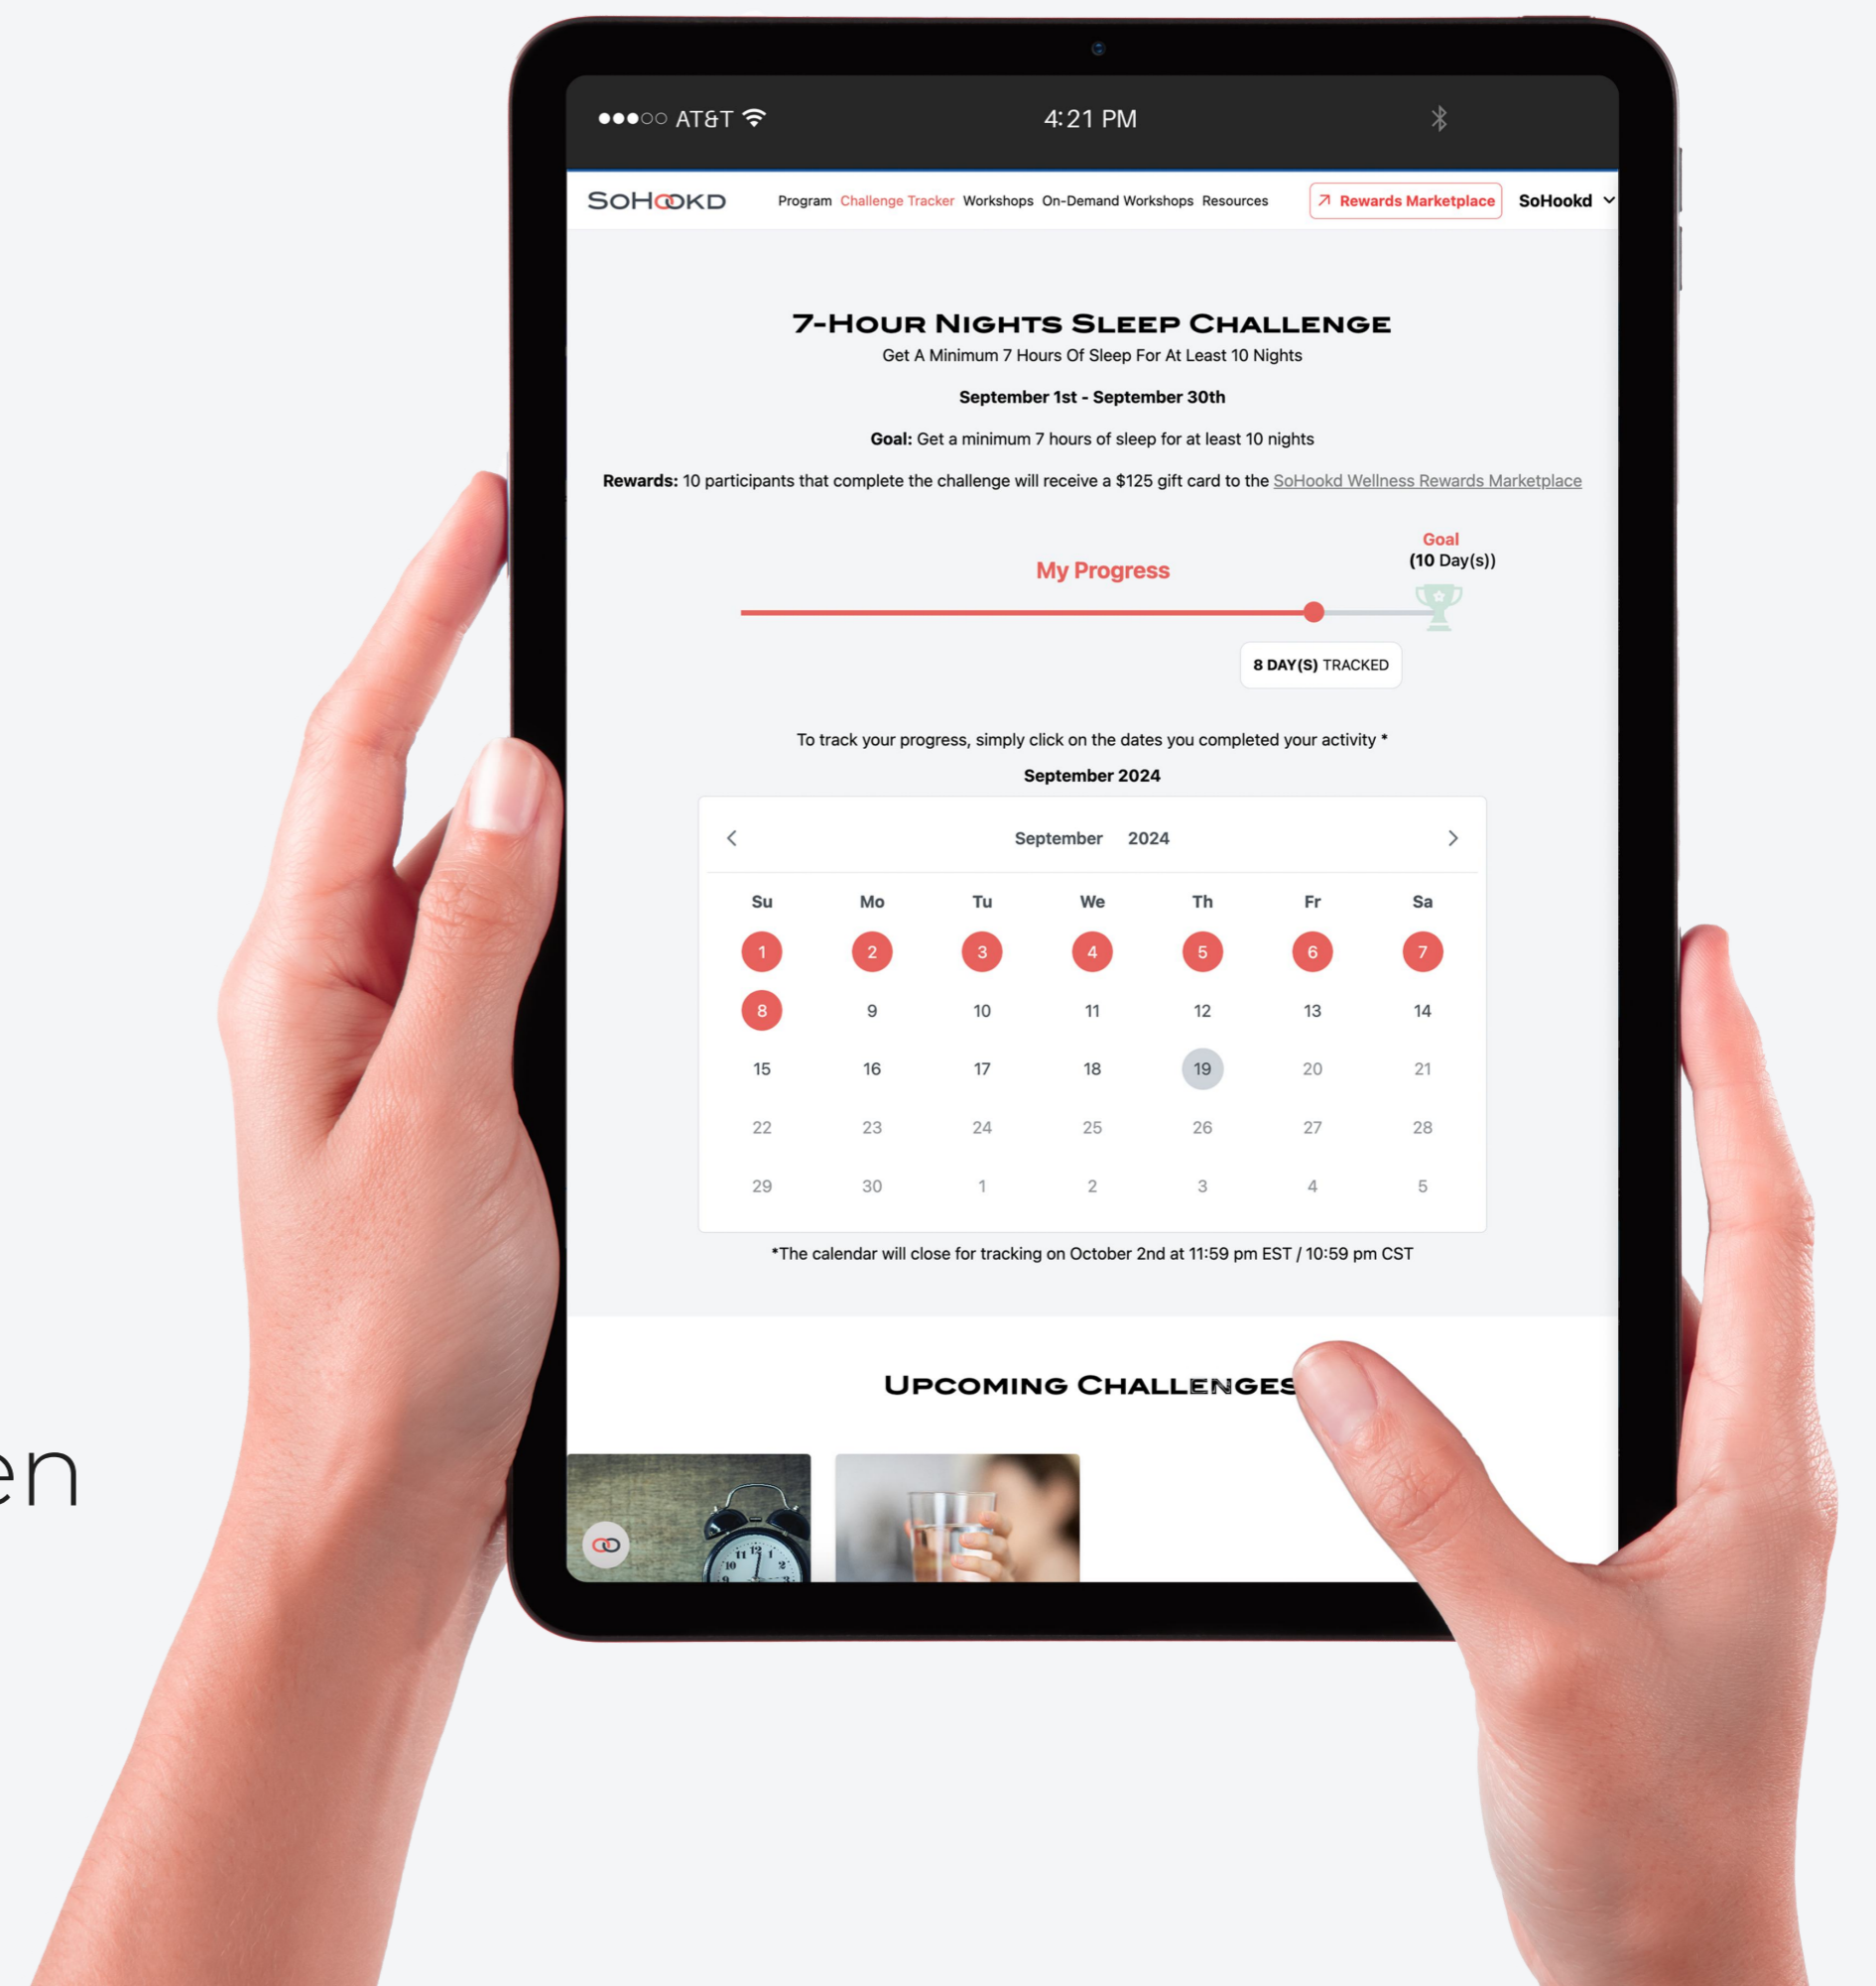 AT&T 4:21 PM
SoHookd Program Challenge Tracker Workshops On-Demand Workshops Resources Rewards Marketplace SoHookd
7-Hour Nights Sleep Challenge
Get A Minimum 7 Hours Of Sleep For At Least 10 Nights
September 1st - September 30th
Goal: Get a minimum 7 hours of sleep for at least 10 nights
Rewards: 10 participants that complete the challenge will receive a $125 gift card to the SoHookd Wellness Rewards Marketplace
Goal
(10 Day(s))
My Progress
8 DAY(S) TRACKED
To track your progress, simply click on the dates you completed your activity *
September 2024
September 2024
Su Mo Tu We Th Fr Sa
1 2 3 4 5 6 7
8 9 10 11 12 13 14
15 16 17 18 19 20 21
22 23 24 25 26 27 28
29 30 1 2 3 4 5
*The calendar will close for tracking on October 2nd at 11:59 pm EST / 10:59 pm CST
Upcoming Challenges
10 11 12 1 2